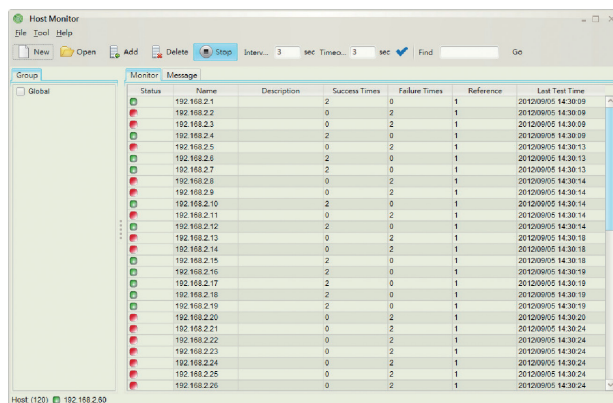 Host Monitor
File Tool Help
New Open Add Delete Stop Interv... 3 sec Timeo... 3 sec Find Go
Group Monitor Message
Global
Status Name Description Success Times Failure Times Reference Last Test Time
192.168.2.1 2 0 1 2012/09/05 14:30:09
192.168.2.2 0 2 1 2012/09/05 14:30:09
192.168.2.3 0 2 1 2012/09/05 14:30:09
192.168.2.4 2 0 1 2012/09/05 14:30:09
192.168.2.5 0 2 1 2012/09/05 14:30:13
192.168.2.6 2 0 1 2012/09/05 14:30:13
192.168.2.7 2 0 1 2012/09/05 14:30:13
192.168.2.8 0 2 1 2012/09/05 14:30:14
192.168.2.9 0 2 1 2012/09/05 14:30:14
192.168.2.10 2 0 1 2012/09/05 14:30:14
192.168.2.11 0 2 1 2012/09/05 14:30:14
192.168.2.12 2 0 1 2012/09/05 14:30:14
192.168.2.13 0 2 1 2012/09/05 14:30:18
192.168.2.14 0 2 1 2012/09/05 14:30:18
192.168.2.15 2 0 1 2012/09/05 14:30:18
192.168.2.16 2 0 1 2012/09/05 14:30:19
192.168.2.17 2 0 1 2012/09/05 14:30:19
192.168.2.18 2 0 1 2012/09/05 14:30:19
192.168.2.19 2 0 1 2012/09/05 14:30:19
192.168.2.20 0 2 1 2012/09/05 14:30:20
192.168.2.21 0 2 1 2012/09/05 14:30:24
192.168.2.22 0 2 1 2012/09/05 14:30:24
192.168.2.23 0 2 1 2012/09/05 14:30:24
192.168.2.24 0 2 1 2012/09/05 14:30:24
192.168.2.25 0 2 1 2012/09/05 14:30:24
192.168.2.26 0 2 1 2012/09/05 14:30:24
Host (120) 192.168.2.60